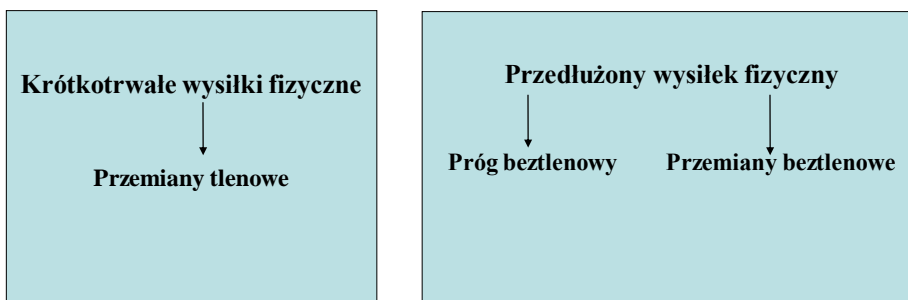 Krótkotrwałe wysiłki fizyczne
Przemiany tlenowe
Przedłużony wysiłek fizyczny
Próg beztlenowy
Przemiany beztlenowe